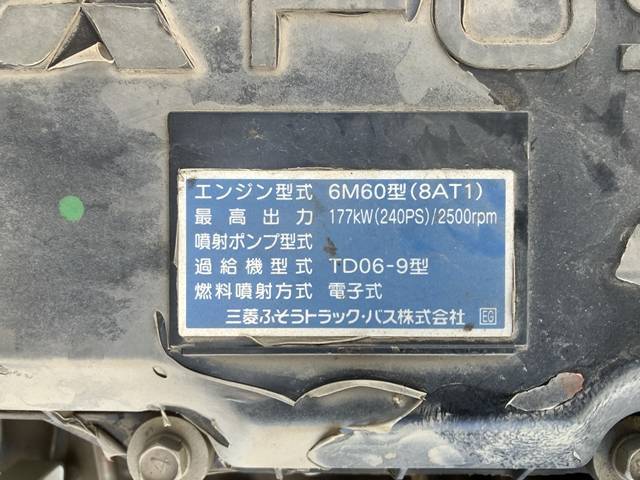 エンジン型式 6M60型(8AT1)
最高出力 177kW(240PS)/2500rpm
噴射ポンプ型式
過給機型式 TD06-9型
燃料噴射方式 電子式
三菱ふそうトラック・バス株式会社 EG
4